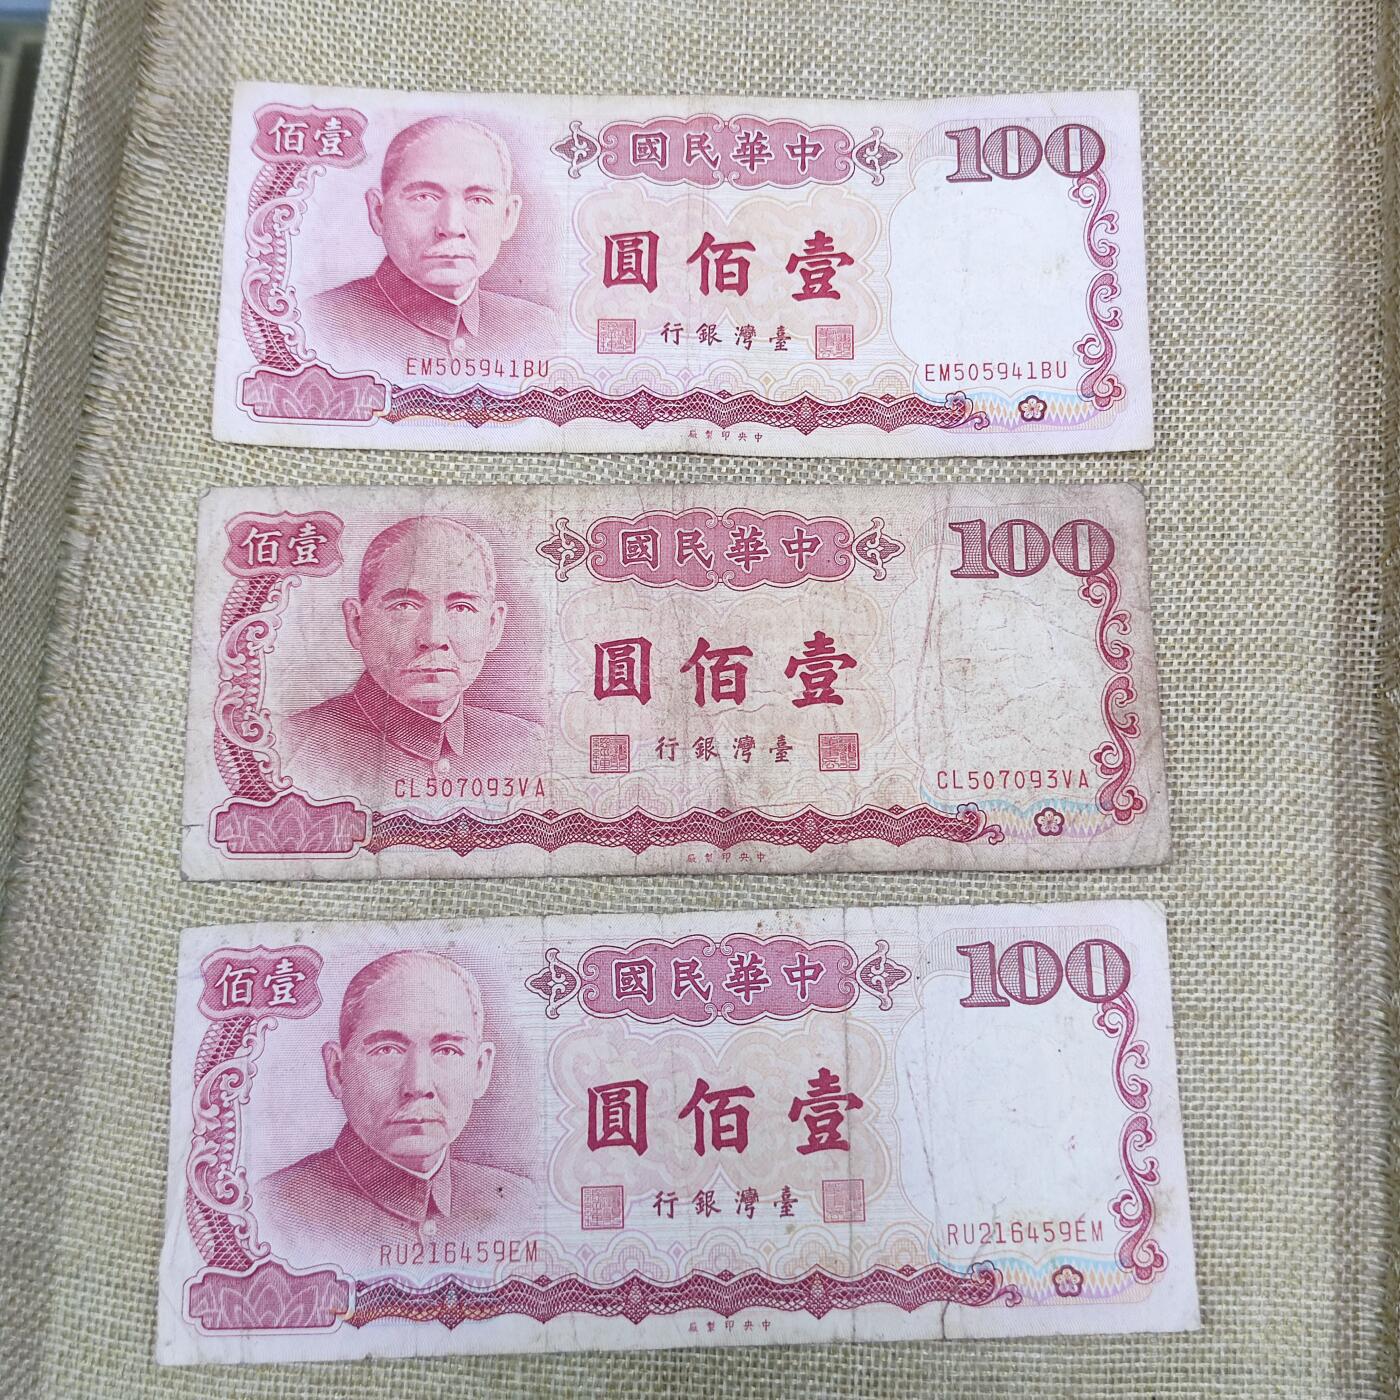 壹佰
中華民國
100
壹佰圓
臺灣銀行
EM505941BU
EM505941BU
中央印製廠
壹佰
中華民國
100
壹佰圓
臺灣銀行
CL507093VA
CL507093VA
中央印製廠
壹佰
中華民國
100
壹佰圓
臺灣銀行
RU216459EM
RU216459EM
中央印製廠